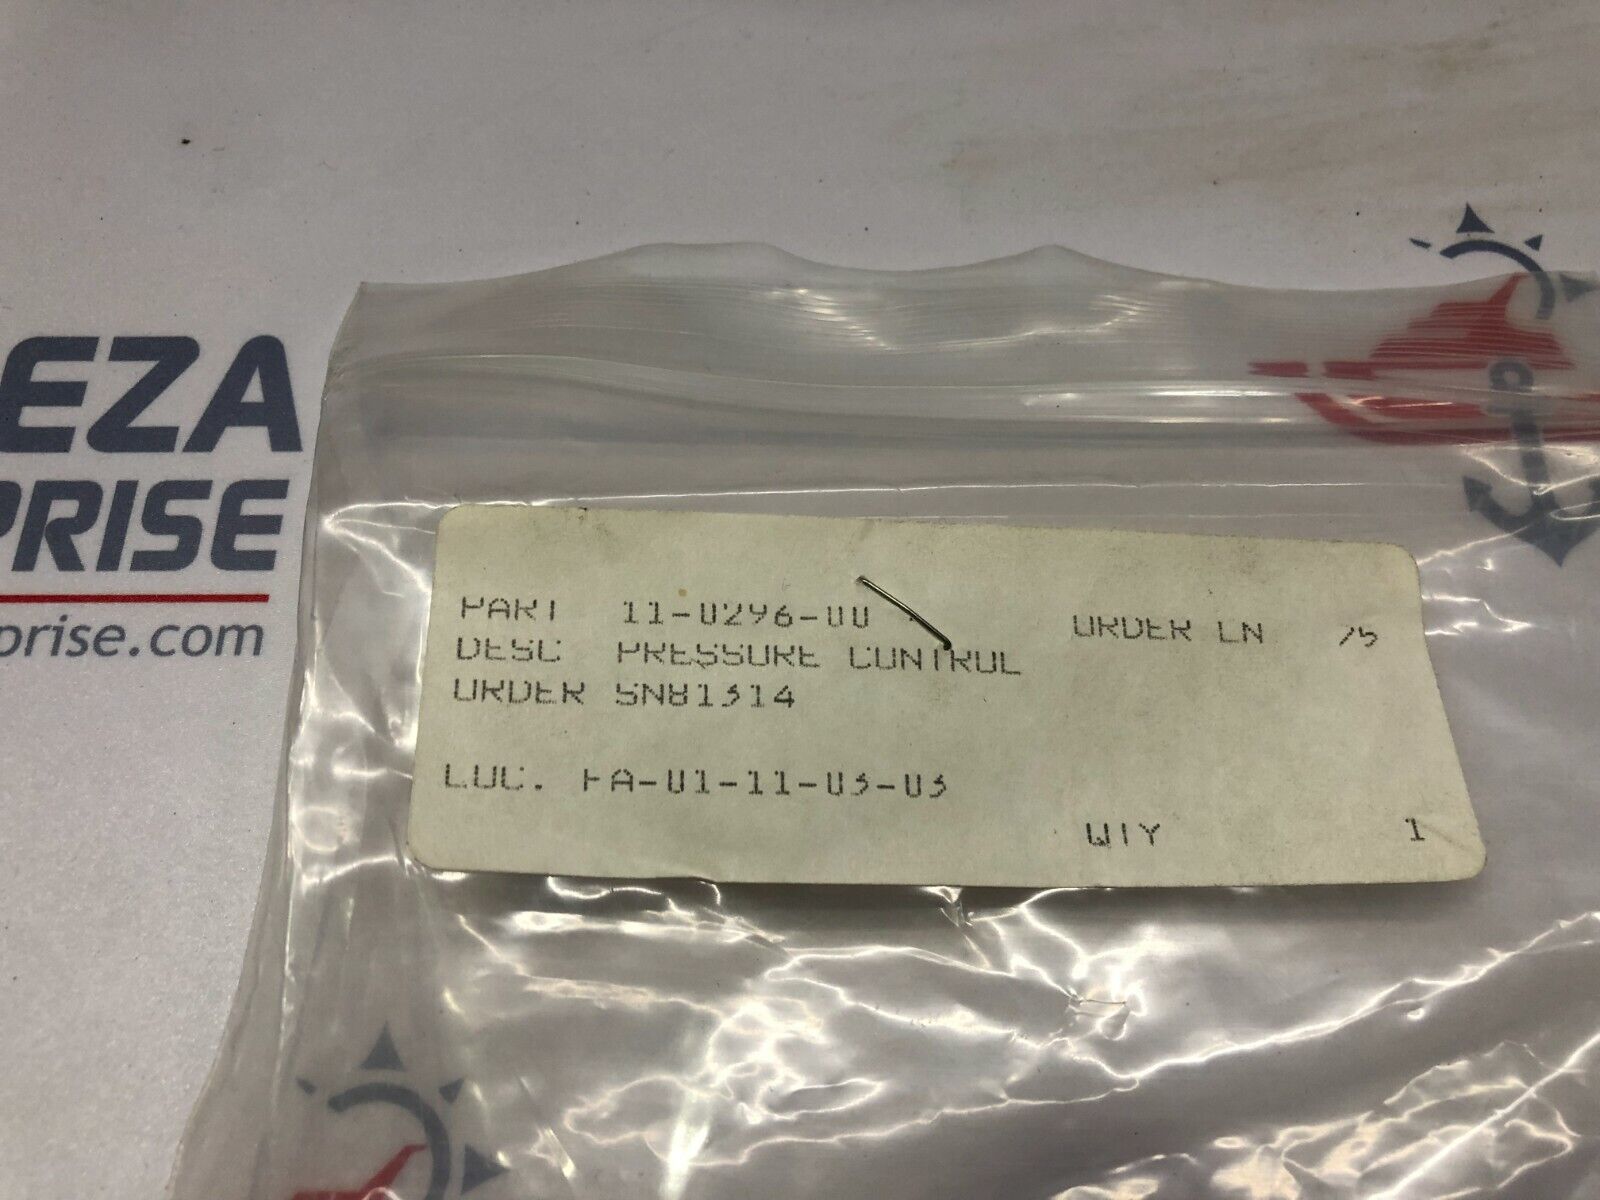 EZA
PRISE
prise.com
PART 11-0296-00 ORDER LN 75
DESC PRESSURE CONTROL
ORDER SN81314
LOC. FA-01-11-03-03
QTY 1